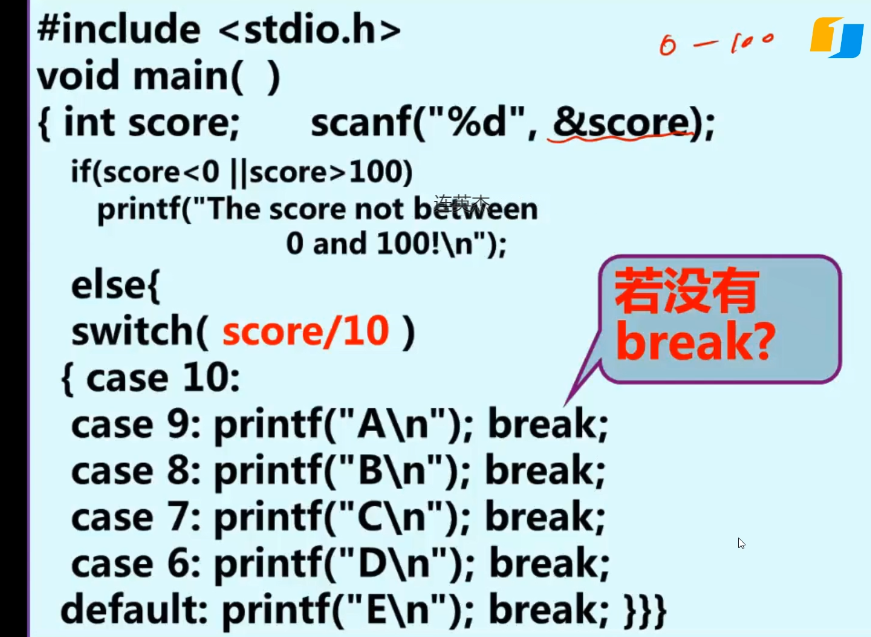 #include <stdio.h>
0 - 100
void main( )
{ int score; scanf("%d", &score);
if(score<0 ||score>100)
连英杰
printf("The score not between
0 and 100!\n");
else{
若没有
break?
switch( score/10 )
{ case 10:
case 9: printf("A\n"); break;
case 8: printf("B\n"); break;
case 7: printf("C\n"); break;
case 6: printf("D\n"); break;
default: printf("E\n"); break; }}}